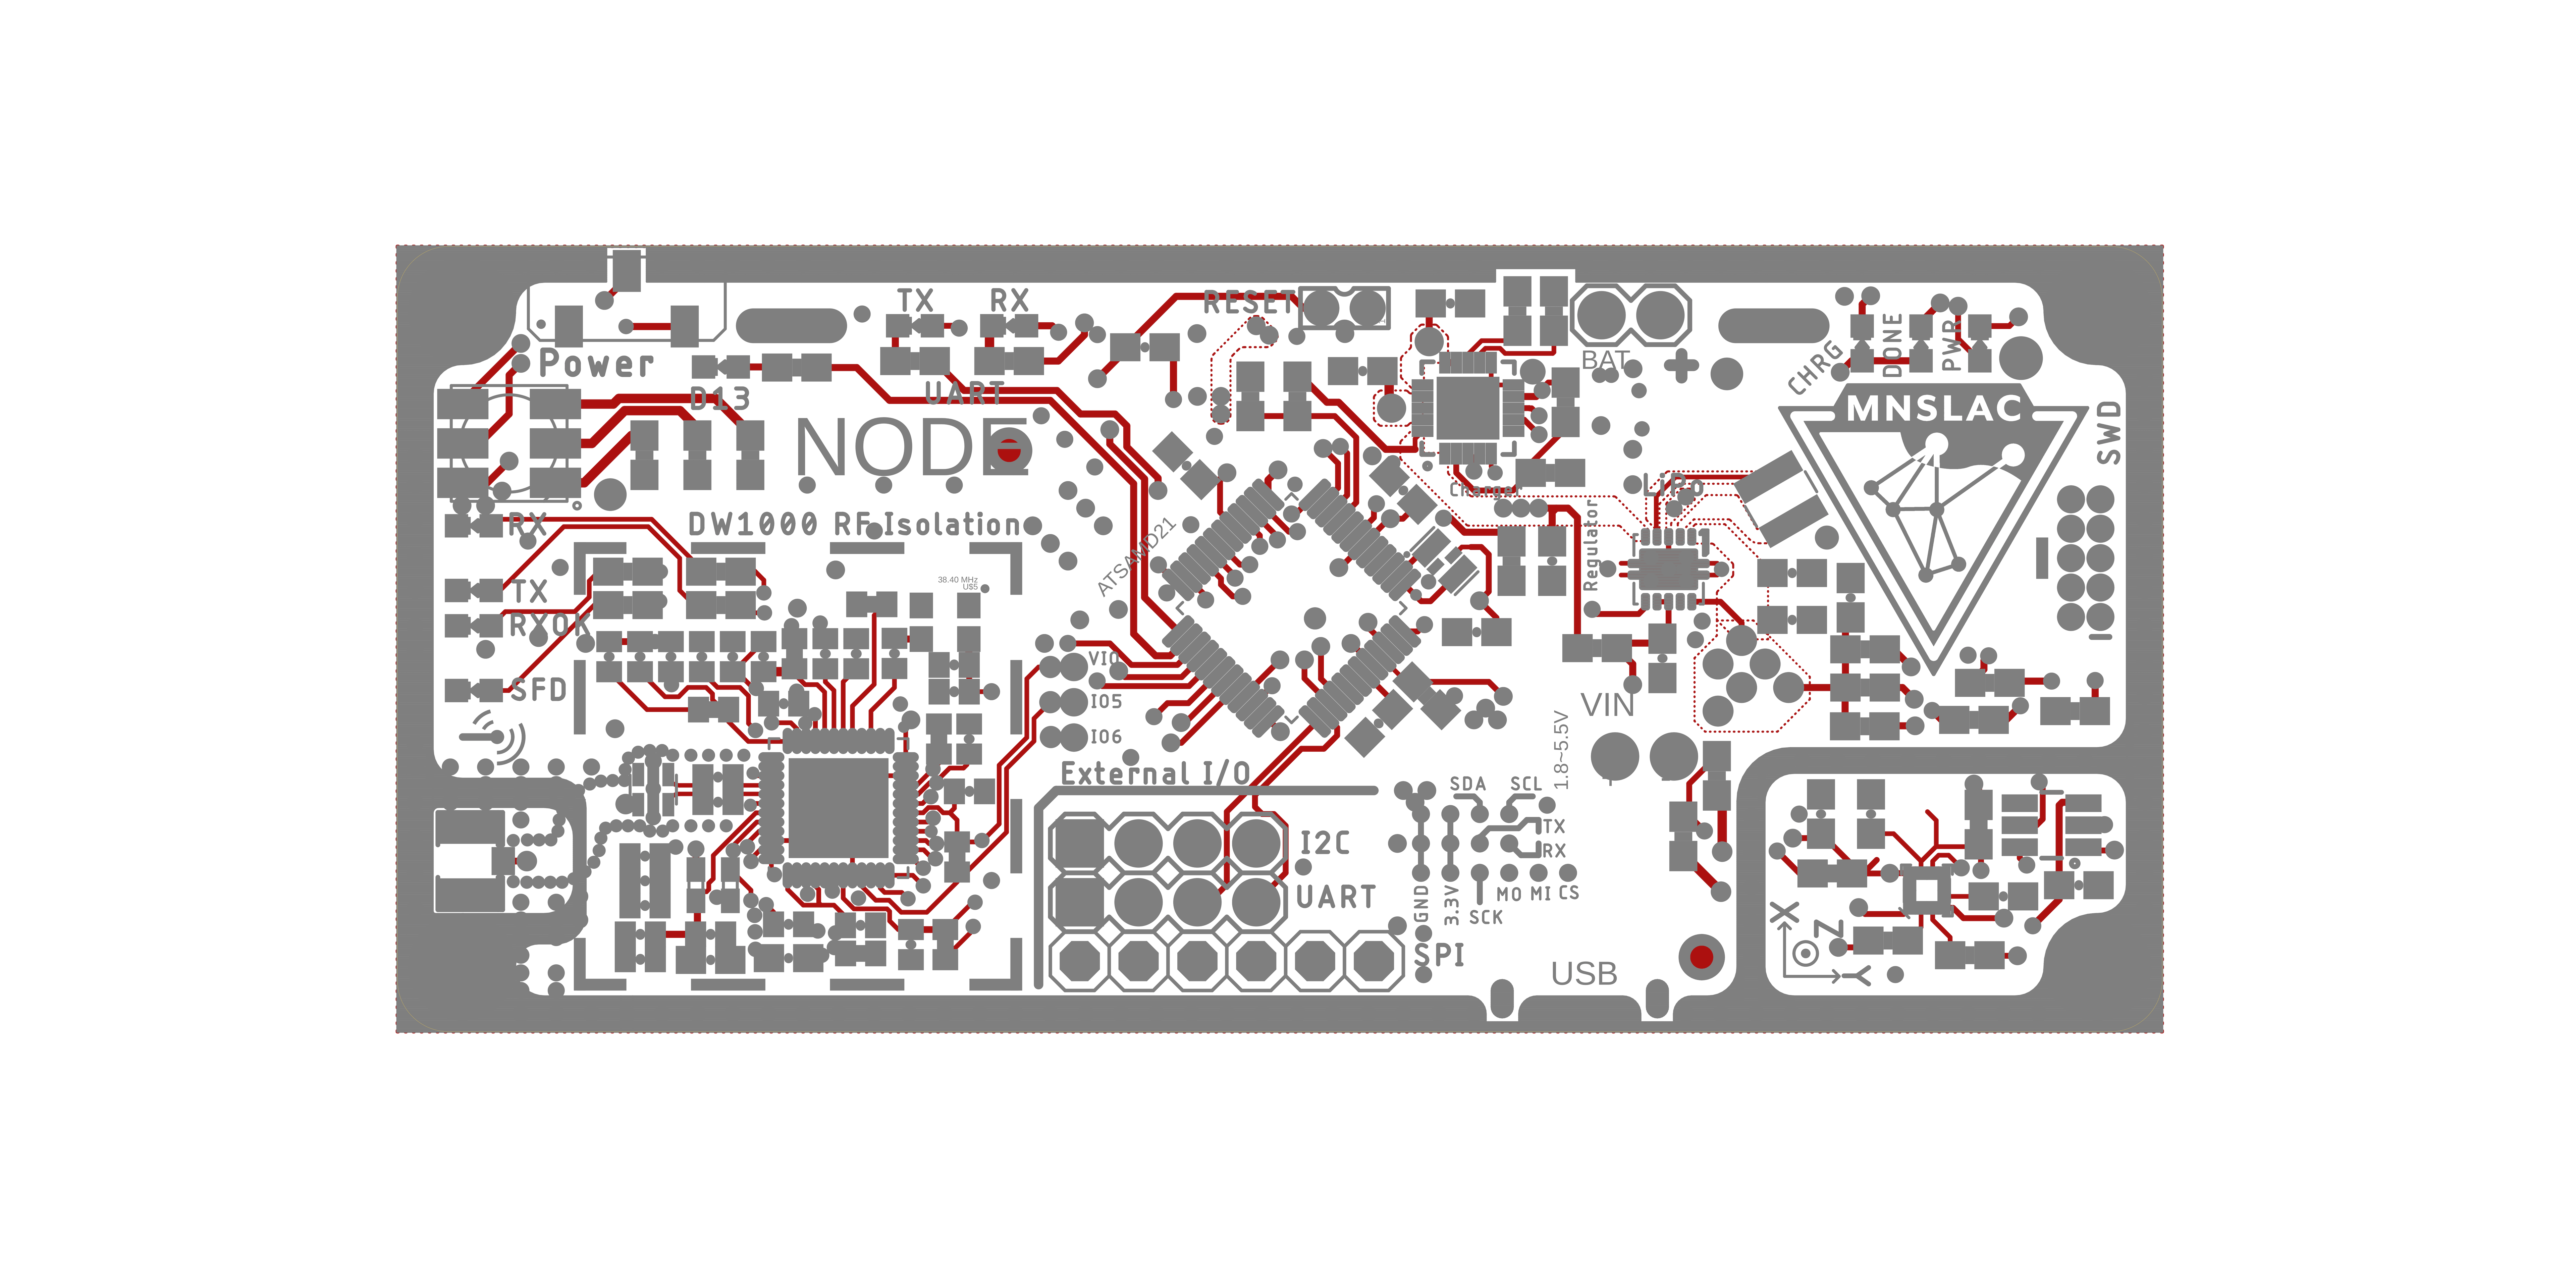 TX
RX
RESET
Power
BAT
CHRG
DONE
PWR
D13
UART
MNSLAC
NODE
SWD
Charger
LiPo
RX
DW1000 RF Isolation
ATSAMD21
Regulator
38.40 MHz
U$5
TX
RXOK
SFD
VIO
IO5
IO6
VIN
1.8~5.5V
External I/O
SDA
SCL
TX
I2C
RX
UART
GND
3.3V
MO
MI
CS
SCK
SPI
USB
X
Z
Y